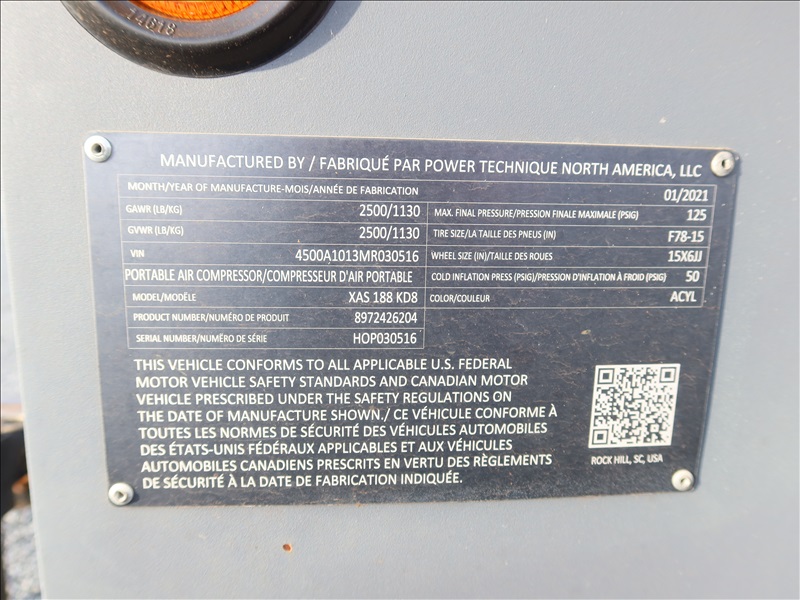 14618
MANUFACTURED BY / FABRIQUÉ PAR POWER TECHNIQUE NORTH AMERICA, LLC
MONTH/YEAR OF MANUFACTURE-MOIS/ANNÉE DE FABRICATION 01/2021
GAWR (LB/KG) 2500/1130 MAX. FINAL PRESSURE/PRESSION FINALE MAXIMALE (PSIG) 125
GVWR (LB/KG) 2500/1130 TIRE SIZE/LA TAILLE DES PNEUS (IN) F78-15
VIN 4500A1013MR030516 WHEEL SIZE (IN)/TAILLE DES ROUES 15X6JJ
PORTABLE AIR COMPRESSOR/COMPRESSEUR D'AIR PORTABLE COLD INFLATION PRESS (PSIG)/PRESSION D'INFLATION À FROID (PSIG) 50
MODEL/MODÈLE XAS 188 KD8 COLOR/COULEUR ACYL
PRODUCT NUMBER/NUMÉRO DE PRODUIT 8972426204
SERIAL NUMBER/NUMÉRO DE SÉRIE HOP030516
THIS VEHICLE CONFORMS TO ALL APPLICABLE U.S. FEDERAL
MOTOR VEHICLE SAFETY STANDARDS AND CANADIAN MOTOR
VEHICLE PRESCRIBED UNDER THE SAFETY REGULATIONS ON
THE DATE OF MANUFACTURE SHOWN./ CE VÉHICULE CONFORME À
TOUTES LES NORMES DE SÉCURITÉ DES VÉHICULES AUTOMOBILES
DES ÉTATS-UNIS FÉDÉRAUX APPLICABLES ET AUX VÉHICULES
AUTOMOBILES CANADIENS PRESCRITS EN VERTU DES RÈGLEMENTS
DE SÉCURITÉ À LA DATE DE FABRICATION INDIQUÉE.
ROCK HILL, SC, USA